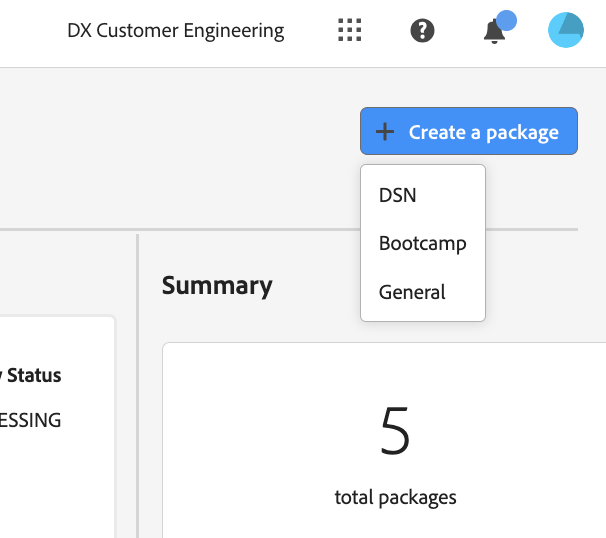 DX Customer Engineering
Create a package
DSN
Bootcamp
General
Summary
Status
ESSING
5
total packages